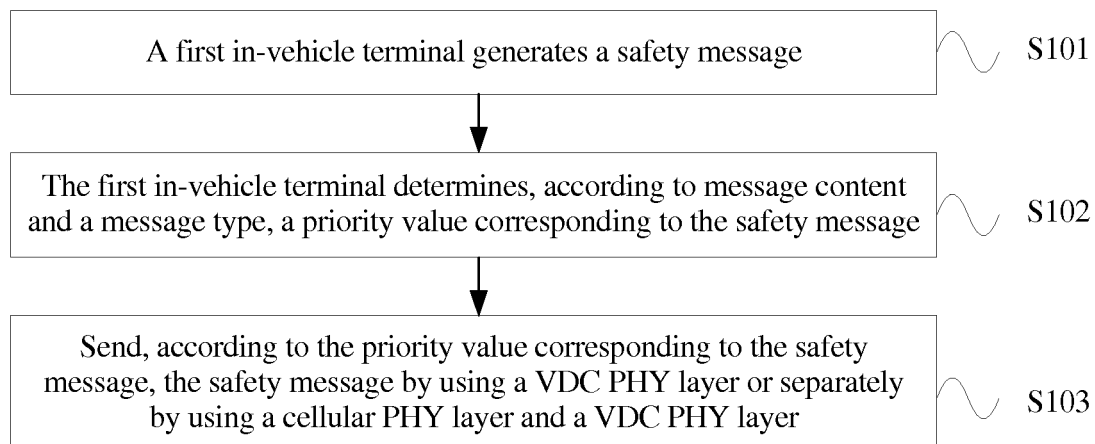 A first in-vehicle terminal generates a safety message
S101
The first in-vehicle terminal determines, according to message content
and a message type, a priority value corresponding to the safety message
S102
Send, according to the priority value corresponding to the safety
message, the safety message by using a VDC PHY layer or separately
by using a cellular PHY layer and a VDC PHY layer
S103